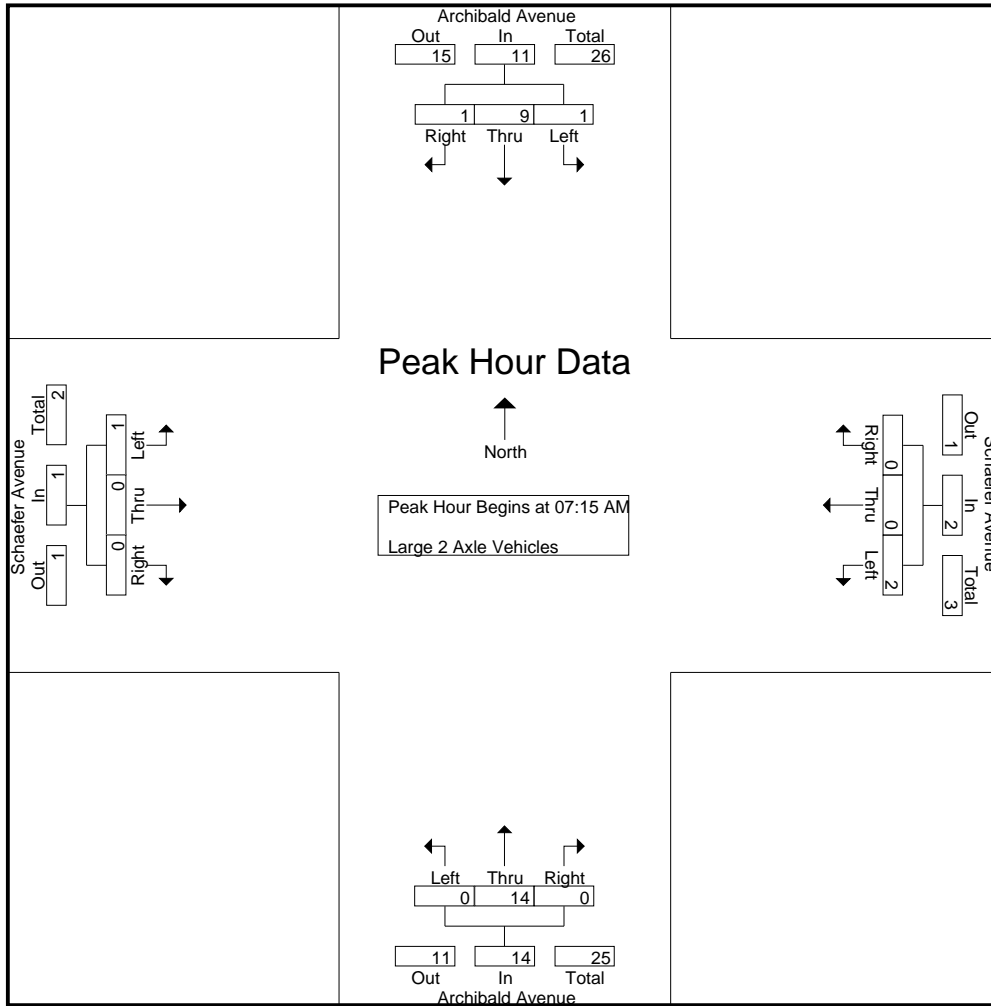 Archibald Avenue
Out In Total
15 11 26
1 9 1
Right Thru Left
Peak Hour Data
North
Peak Hour Begins at 07:15 AM
Large 2 Axle Vehicles
Schaefer Avenue
Total In Out
2 1 1
1 0 0
Left Thru Right
Schaefer Avenue
Out In Total
1 2 3
0 0 2
Right Thru Left
Left Thru Right
0 14 0
11 14 25
Out In Total
Archibald Avenue